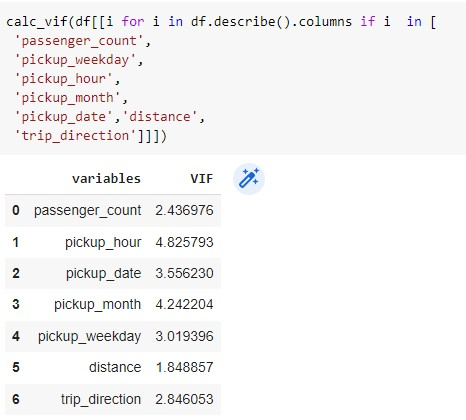 calc_vif(df[[i for i in df.describe().columns if i  in [
'passenger_count',
'pickup_weekday',
'pickup_hour',
'pickup_month',
'pickup_date','distance',
'trip_direction']]])
variables VIF
0 passenger_count 2.436976
1 pickup_hour 4.825793
2 pickup_date 3.556230
3 pickup_month 4.242204
4 pickup_weekday 3.019396
5 distance 1.848857
6 trip_direction 2.846053